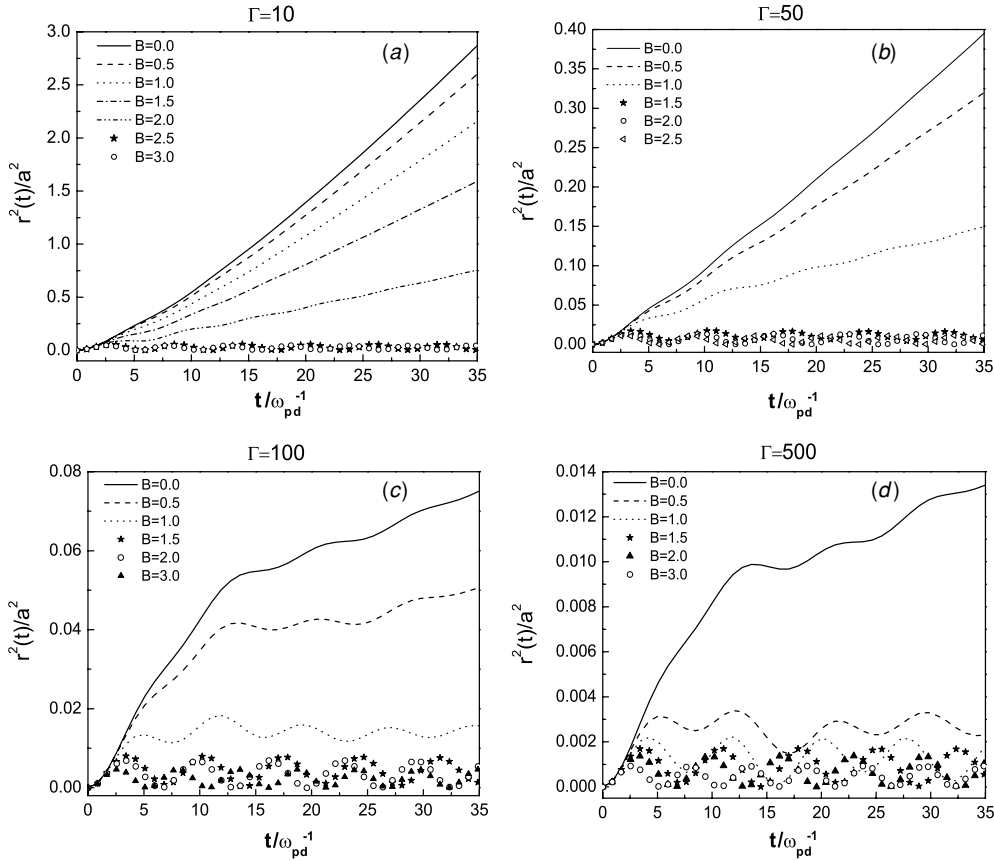 Γ=10
(a)
B=0.0
B=0.5
B=1.0
B=1.5
B=2.0
B=2.5
B=3.0
3.0
2.5
2.0
1.5
1.0
0.5
0.0
r²(t)/a²
0 5 10 15 20 25 30 35
t/ω_pd⁻¹
Γ=50
(b)
B=0.0
B=0.5
B=1.0
B=1.5
B=2.0
B=2.5
0.40
0.35
0.30
0.25
0.20
0.15
0.10
0.05
0.00
r²(t)/a²
0 5 10 15 20 25 30 35
t/ω_pd⁻¹
Γ=100
(c)
B=0.0
B=0.5
B=1.0
B=1.5
B=2.0
B=3.0
0.08
0.06
0.04
0.02
0.00
r²(t)/a²
0 5 10 15 20 25 30 35
t/ω_pd⁻¹
Γ=500
(d)
B=0.0
B=0.5
B=1.0
B=1.5
B=2.0
B=3.0
0.014
0.012
0.010
0.008
0.006
0.004
0.002
0.000
r²(t)/a²
0 5 10 15 20 25 30 35
t/ω_pd⁻¹